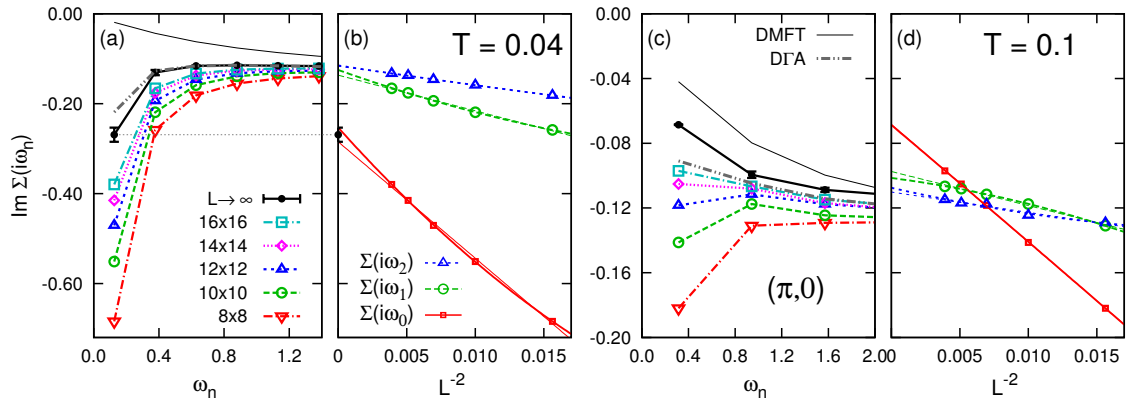 Im Σ(iωn)
0.00
-0.20
-0.40
-0.60
(a)
L→ ∞
16x16
14x14
12x12
10x10
8x8
0.0 0.4 0.8 1.2
ωn
(b) T = 0.04
Σ(iω2)
Σ(iω1)
Σ(iω0)
0 0.005 0.010 0.015
L-2
-0.00
-0.04
-0.08
-0.12
-0.16
-0.20
(c)
DMFT
DΓA
(π,0)
0.0 0.4 0.8 1.2 1.6 2.0
ωn
(d) T = 0.1
0.005 0.010 0.015
L-2